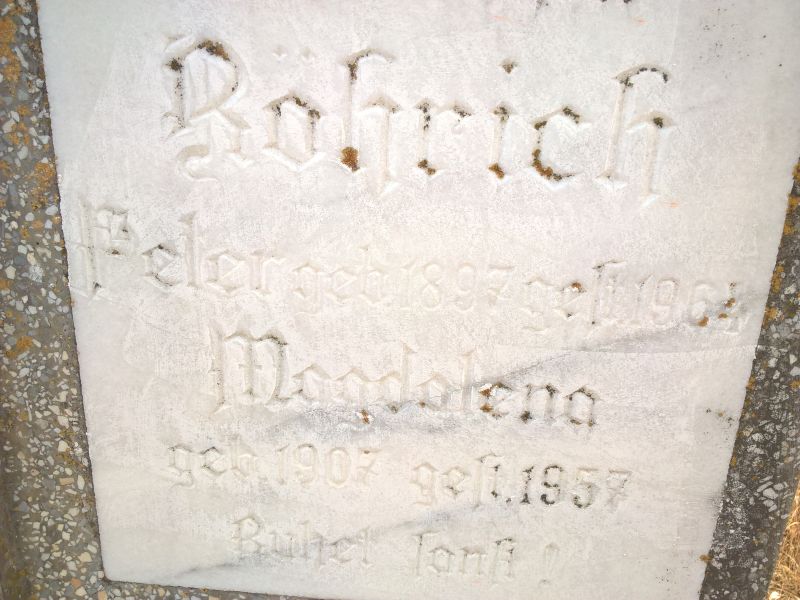 Röhrich
Peter geb 1897 gest. 1964
Magdalena
geb 1907 gest. 1957
Ruhet sanft !